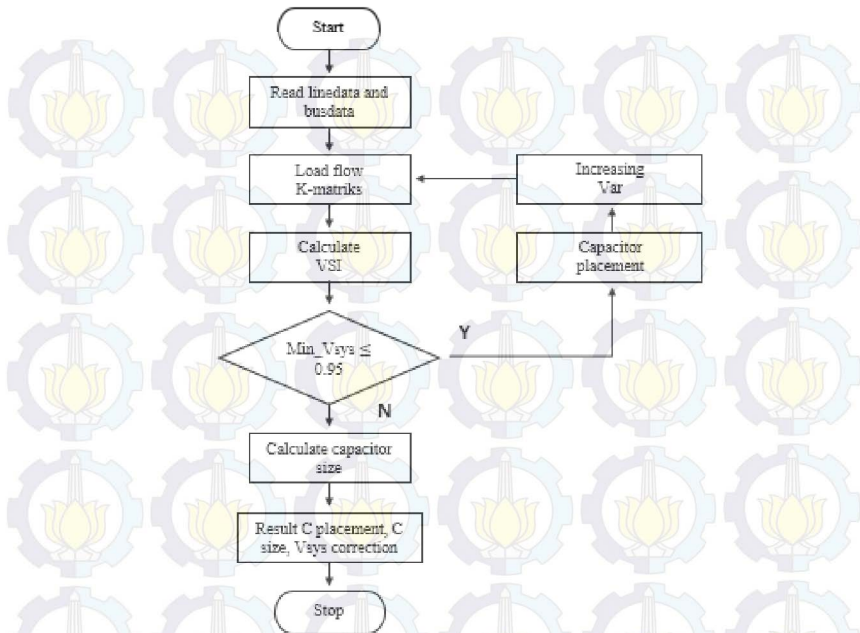 Start
Read linedata and
busdata
Load flow
K-matriks
Increasing
Var
Calculate
VSI
Capacitor
placement
Min_Vsys ≤
0.95
Y
N
Calculate capacitor
size
Result C placement, C
size, Vsys correction
Stop